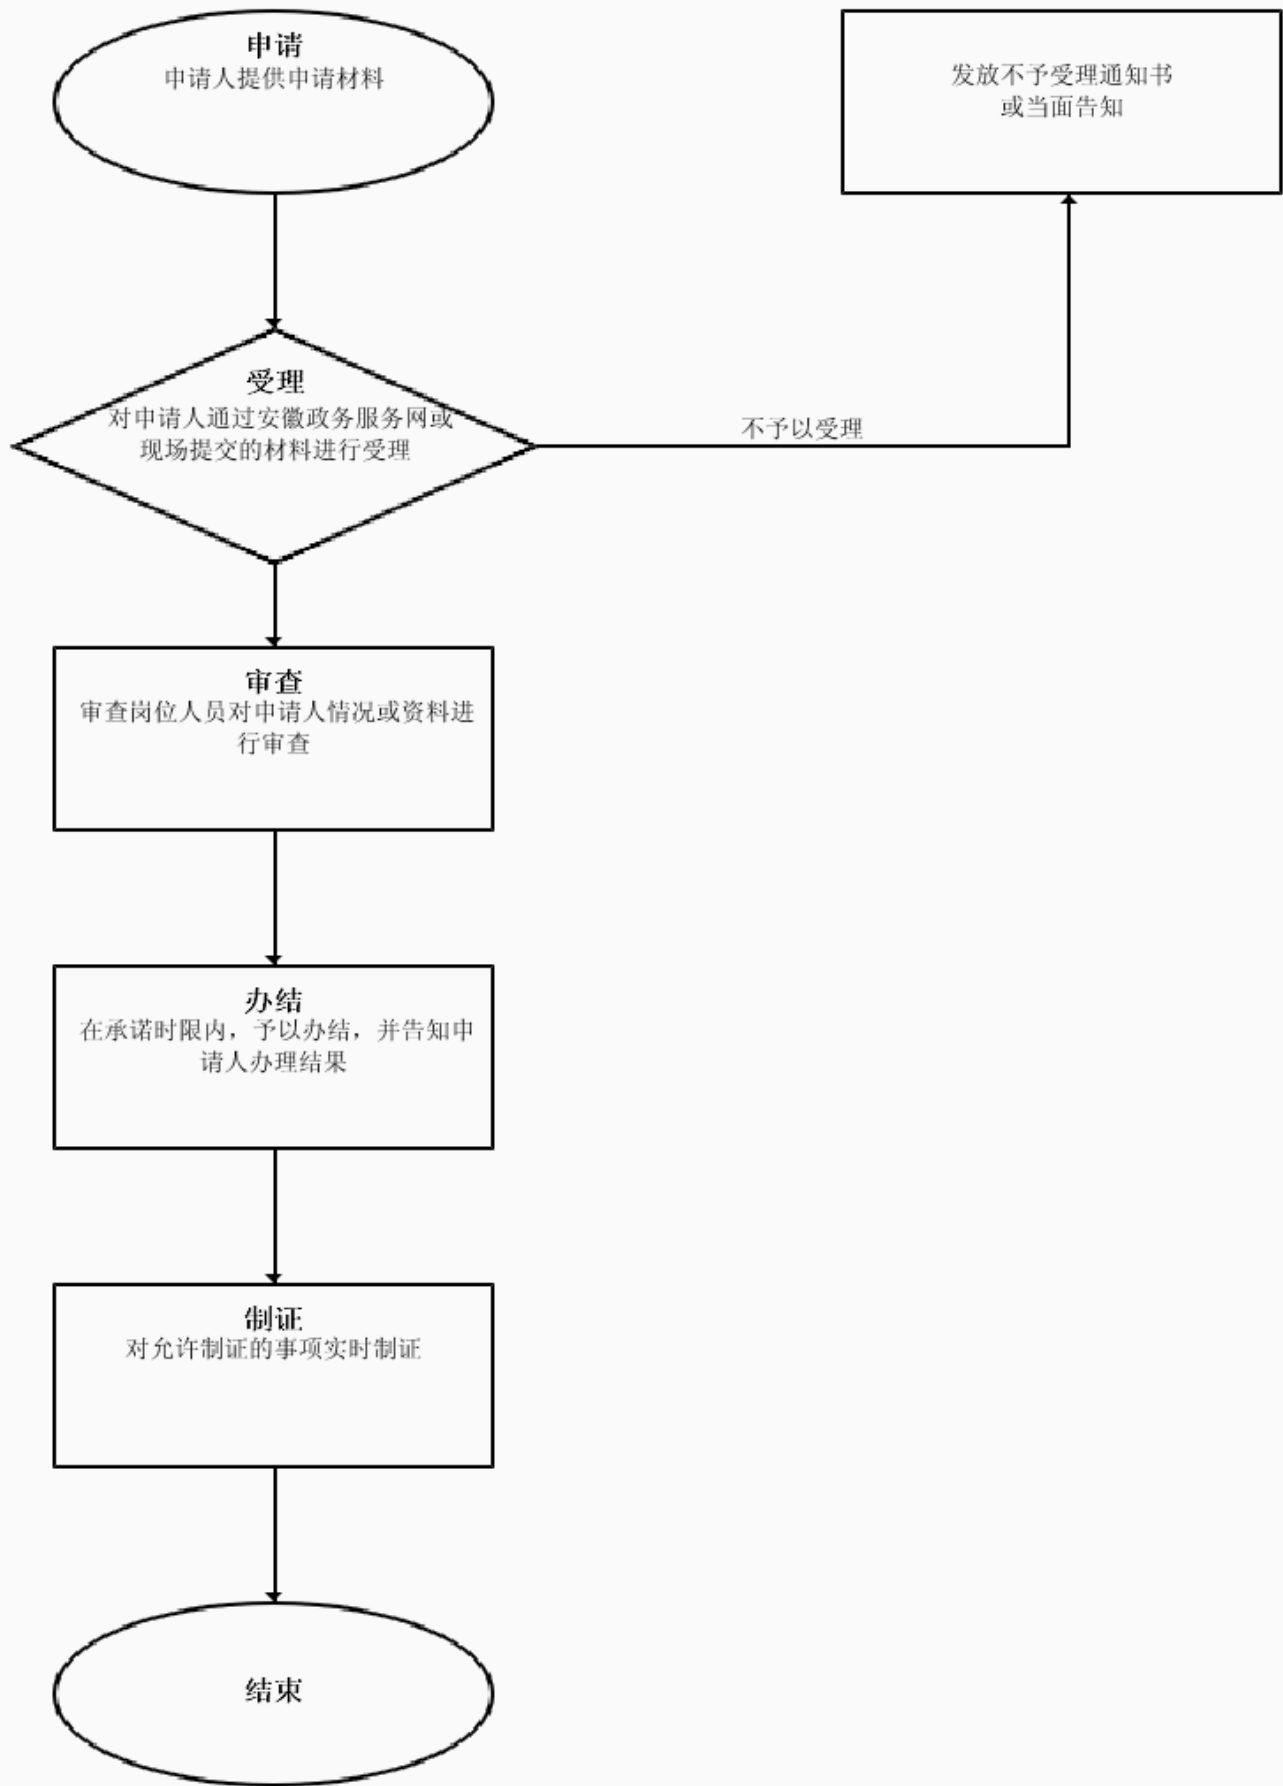 申请
申请人提供申请材料
发放不予受理通知书
或当面告知
受理
对申请人通过安徽政务服务网或
现场提交的材料进行受理
不予以受理
审查
审查岗位人员对申请人情况或资料进
行审查
办结
在承诺时限内，予以办结，并告知申
请人办理结果
制证
对允许制证的事项实时制证
结束